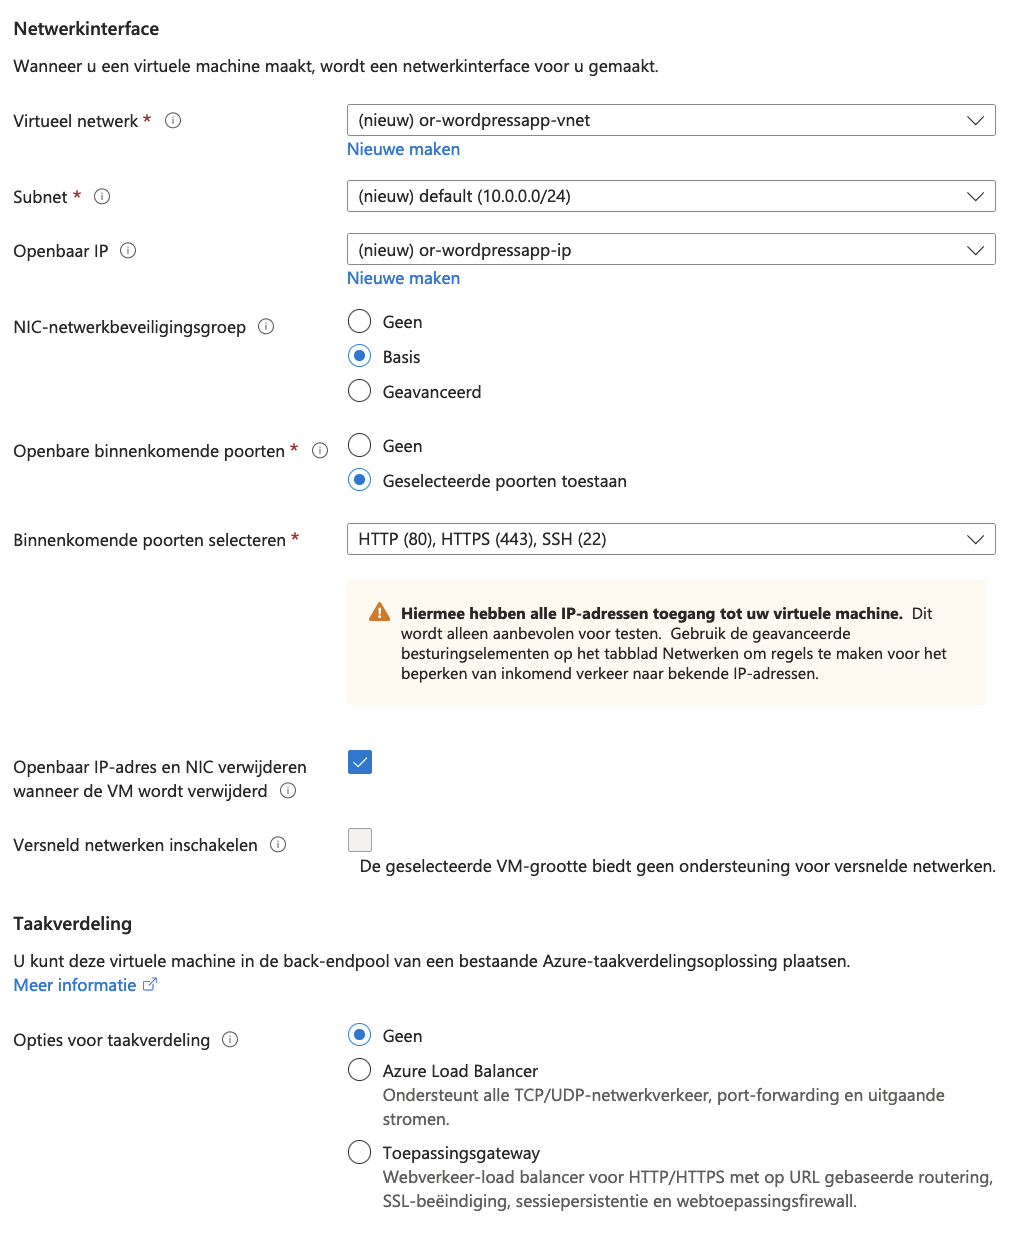 Netwerkinterface
Wanneer u een virtuele machine maakt, wordt een netwerkinterface voor u gemaakt.
Virtueel netwerk *
(nieuw) or-wordpressapp-vnet
Nieuwe maken
Subnet *
(nieuw) default (10.0.0.0/24)
Openbaar IP
(nieuw) or-wordpressapp-ip
Nieuwe maken
NIC-netwerkbeveiligingsgroep
Geen
Basis
Geavanceerd
Openbare binnenkomende poorten *
Geen
Geselecteerde poorten toestaan
Binnenkomende poorten selecteren *
HTTP (80), HTTPS (443), SSH (22)
Hiermee hebben alle IP-adressen toegang tot uw virtuele machine. Dit
wordt alleen aanbevolen voor testen. Gebruik de geavanceerde
besturingselementen op het tabblad Netwerken om regels te maken voor het
beperken van inkomend verkeer naar bekende IP-adressen.
Openbaar IP-adres en NIC verwijderen
wanneer de VM wordt verwijderd
Versneld netwerken inschakelen
De geselecteerde VM-grootte biedt geen ondersteuning voor versnelde netwerken.
Taakverdeling
U kunt deze virtuele machine in de back-endpool van een bestaande Azure-taakverdelingsoplossing plaatsen.
Meer informatie
Opties voor taakverdeling
Geen
Azure Load Balancer
Ondersteunt alle TCP/UDP-netwerkverkeer, port-forwarding en uitgaande
stromen.
Toepassingsgateway
Webverkeer-load balancer voor HTTP/HTTPS met op URL gebaseerde routering,
SSL-beëindiging, sessiepersistentie en webtoepassingsfirewall.